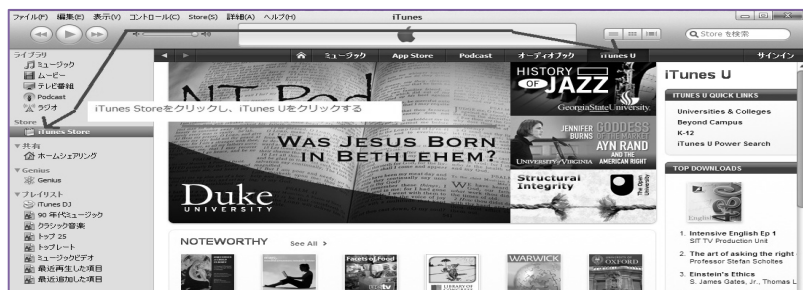 ファイル(F) 編集(E) 表示(V) コントロール(C) Store(S) 詳細(A) ヘルプ(H)
iTunes
Store を検索
ミュージック App Store Podcast オーディオブック iTunes U サインイン
ライブラリ
ミュージック
ムービー
テレビ番組
Podcast
ラジオ
Store
iTunes Store
共有
ホームシェアリング
Genius
Genius
プレイリスト
iTunes DJ
90 年代ミュージック
クラシック音楽
トップ 25
トップレート
ミュージックビデオ
最近再生した項目
最近追加した項目
iTunes Storeをクリックし、iTunes Uをクリックする
NT Pod
WAS JESUS BORN
IN BETHLEHEM?
Duke
UNIVERSITY
HISTORY
OF JAZZ
GeorgiaStateUniversity
JENNIFER BURNS
GODDESS
OF THE MARKET
AYN RAND
AND THE
AMERICAN RIGHT
UNIVERSITY of VIRGINIA
Structural
Integrity
The Open
University
NOTEWORTHY See All >
Facets of Food
LIBRARY OF
WARWICK
OXFORD
iTunes U
ITUNES U QUICK LINKS
Universities & Colleges
Beyond Campus
K-12
iTunes U Power Search
TOP DOWNLOADS
English
1. Intensive English Ep 1
SIT TV Production Unit
2. The art of asking the right
Professor Stefan Scholtes
3. Einstein's Ethics
S. James Gates, Jr., Thomas L